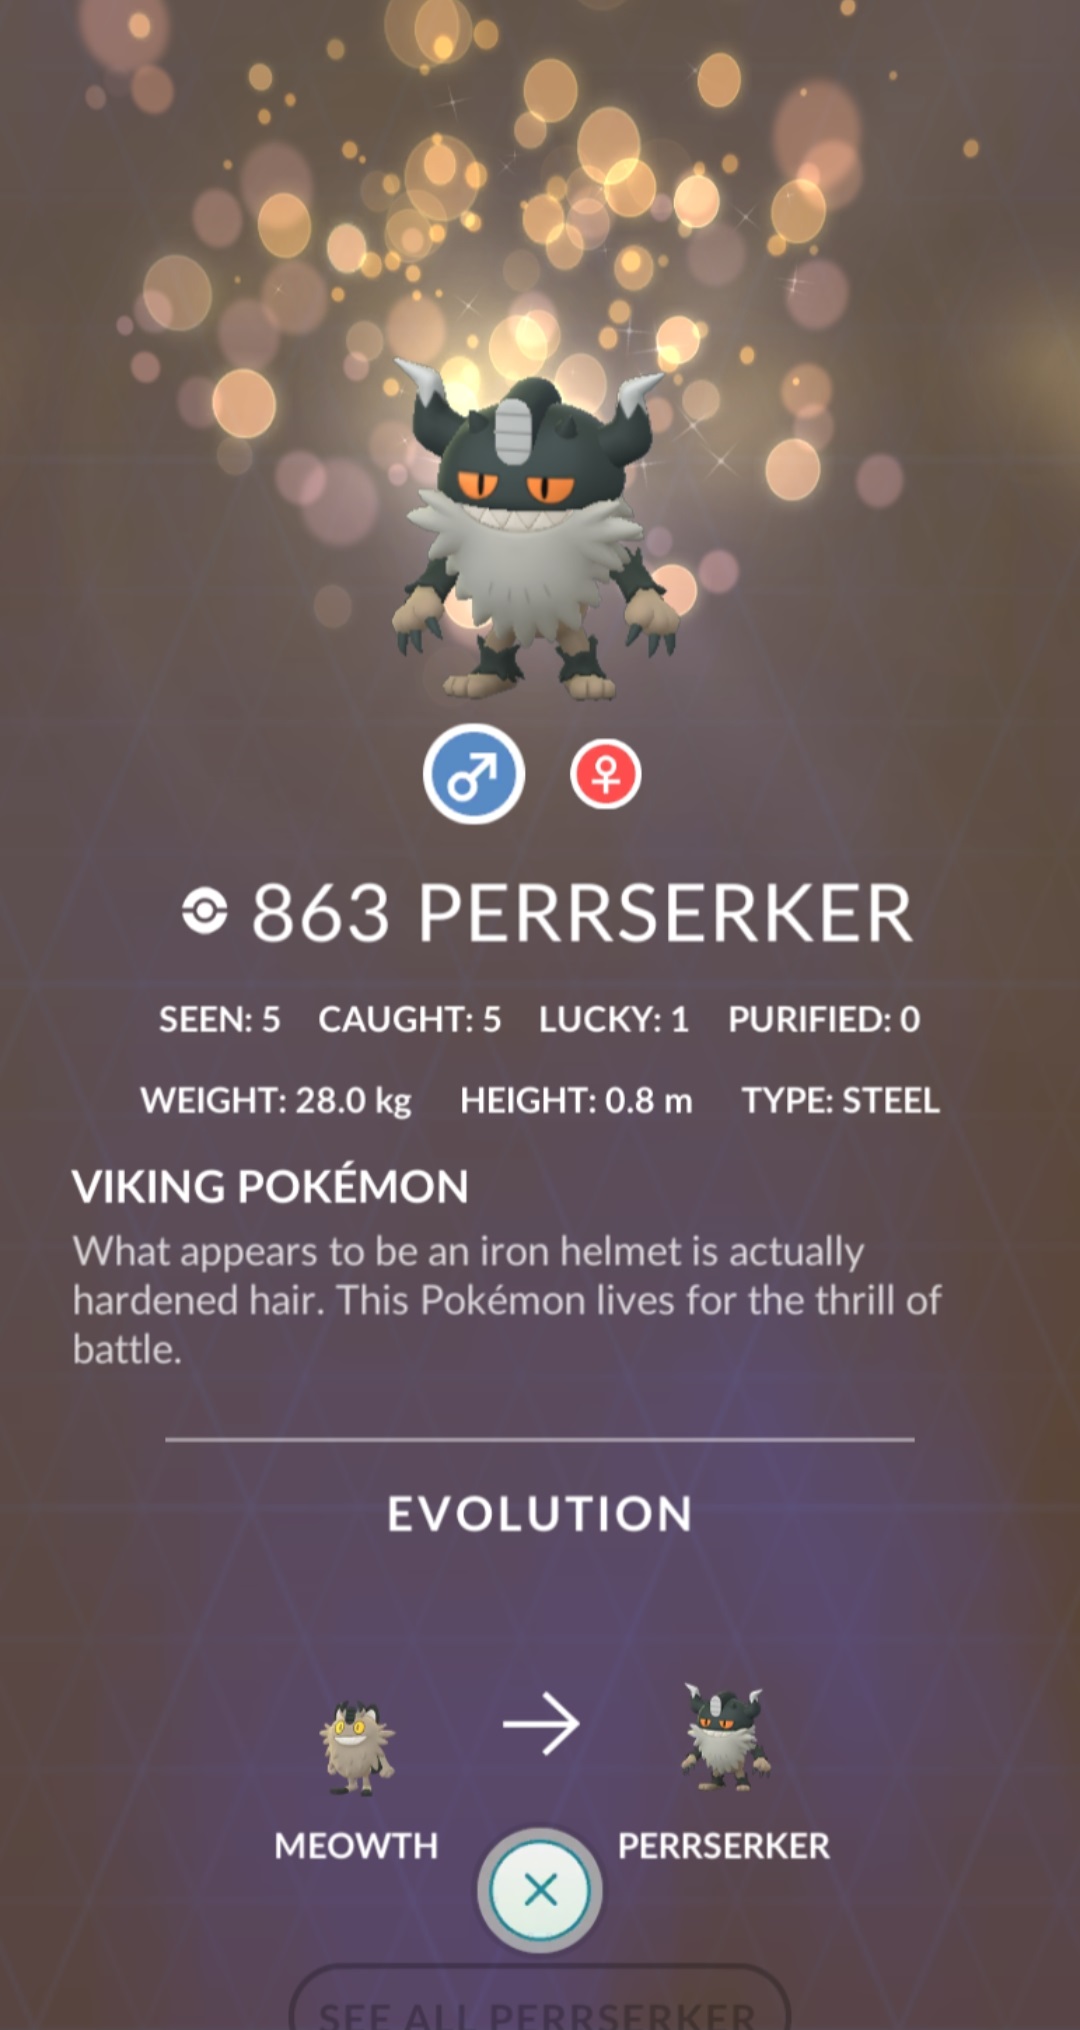 863 PERRSERKER
SEEN: 5 CAUGHT: 5 LUCKY: 1 PURIFIED: 0
WEIGHT: 28.0 kg HEIGHT: 0.8 m TYPE: STEEL
VIKING POKÉMON
What appears to be an iron helmet is actually
hardened hair. This Pokémon lives for the thrill of
battle.
EVOLUTION
MEOWTH PERRSERKER
SEE ALL PERRSERKER